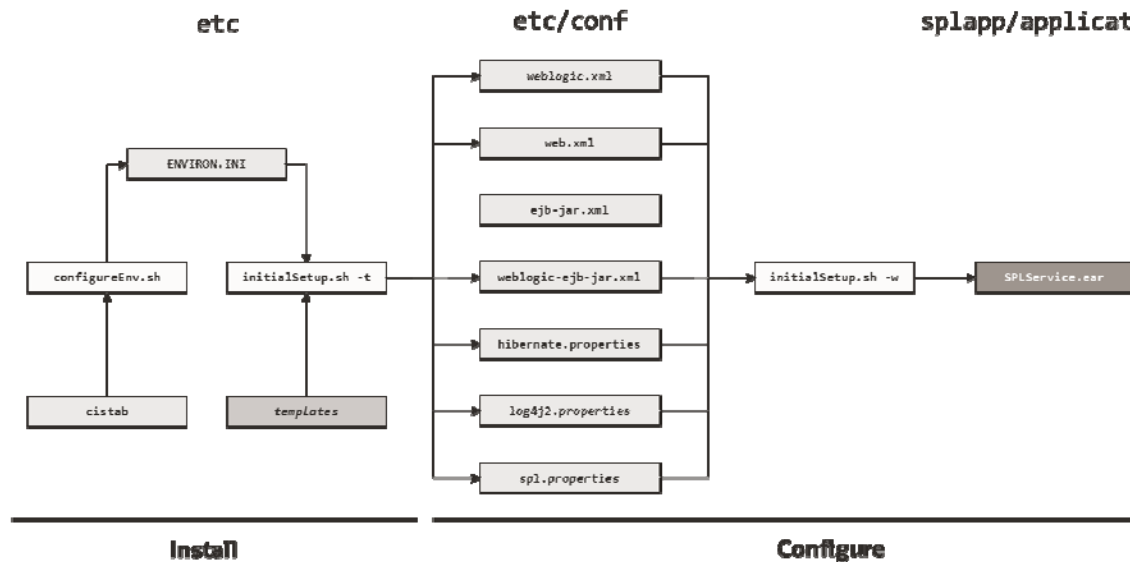 etc
etc/conf
splapp/applicat
weblogic.xml
web.xml
ENVIRON.INI
ejb-jar.xml
configureEnv.sh
initialSetup.sh -t
weblogic-ejb-jar.xml
initialSetup.sh -w
SPLService.ear
hibernate.properties
cistab
templates
log4j2.properties
spl.properties
Install
Configure